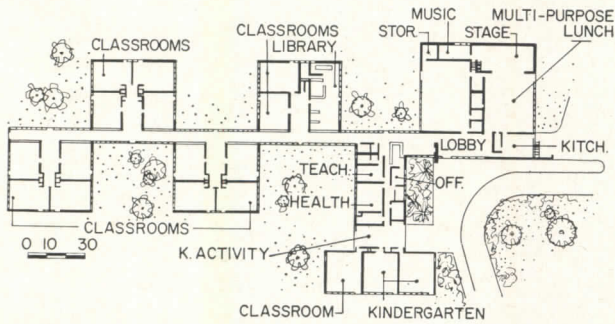 MUSIC
STOR.
STAGE
MULTI-PURPOSE
LUNCH
CLASSROOMS
CLASSROOMS
LIBRARY
LOBBY
KITCH.
TEACH.
OFF.
HEALTH
CLASSROOMS
0 10 30
K. ACTIVITY
CLASSROOM
KINDERGARTEN